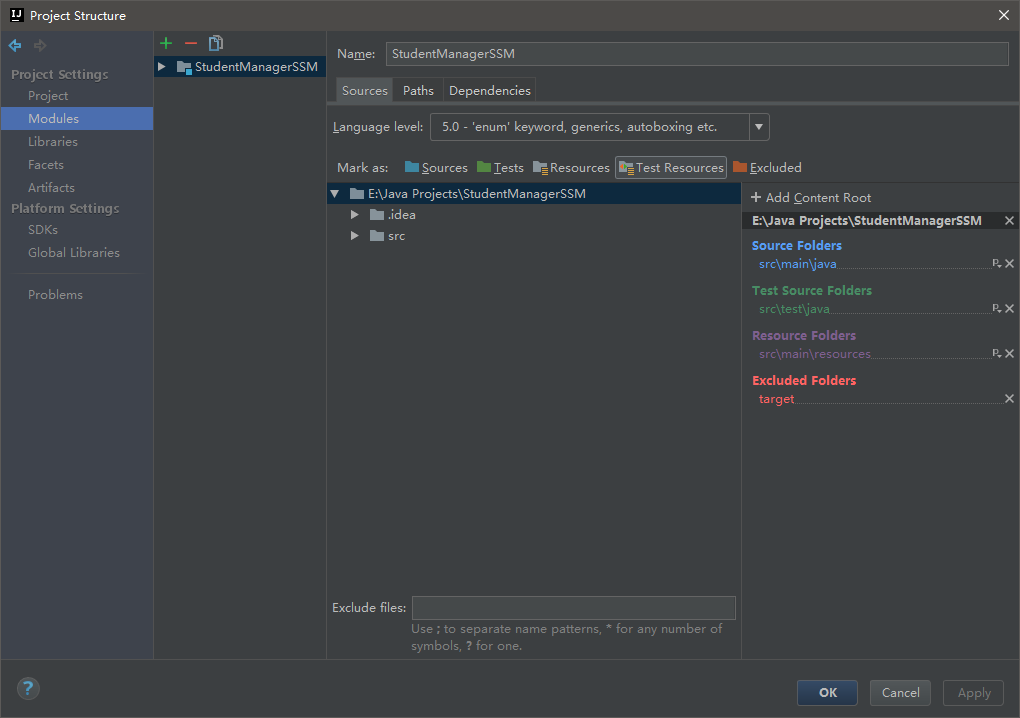 Project Structure
Project Settings
Project
Modules
Libraries
Facets
Artifacts
Platform Settings
SDKs
Global Libraries
Problems
StudentManagerSSM
Name: StudentManagerSSM
Sources Paths Dependencies
Language level: 5.0 - 'enum' keyword, generics, autoboxing etc.
Mark as: Sources Tests Resources Test Resources Excluded
E:\Java Projects\StudentManagerSSM
.idea
src
Exclude files:
Use ; to separate name patterns, * for any number of
symbols, ? for one.
+ Add Content Root
E:\Java Projects\StudentManagerSSM
Source Folders
src\main\java
Test Source Folders
src\test\java
Resource Folders
src\main\resources
Excluded Folders
target
?
OK Cancel Apply